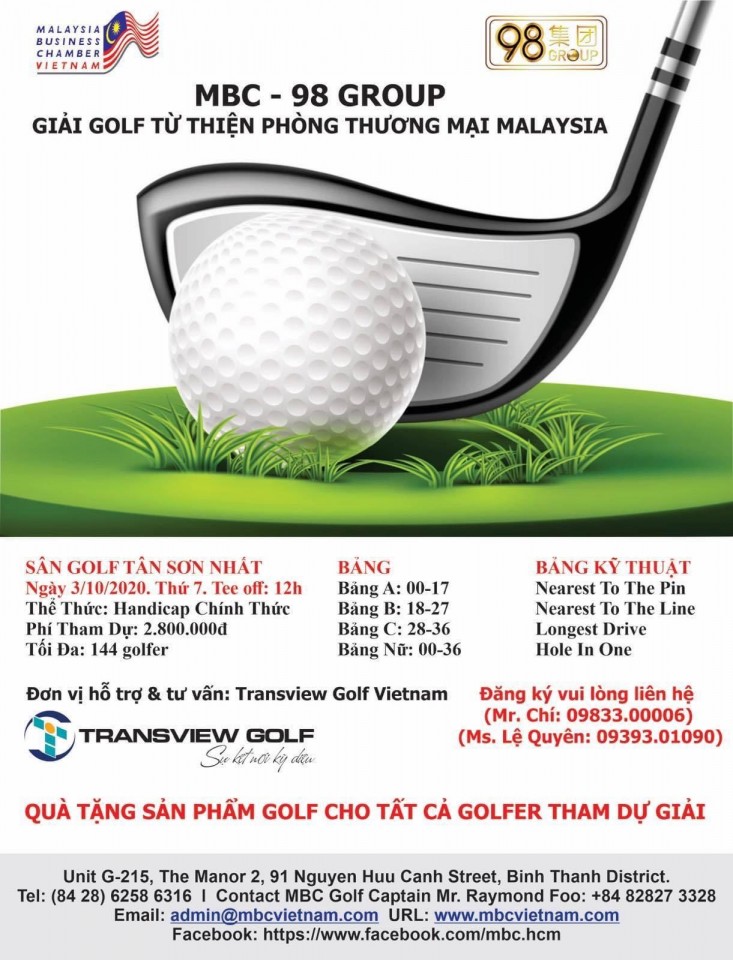 MALAYSIA
BUSINESS
CHAMBER
VIETNAM
98 集团
GROUP
MBC - 98 GROUP
GIẢI GOLF TỪ THIỆN PHÒNG THƯƠNG MẠI MALAYSIA
SÂN GOLF TÂN SƠN NHẤT
Ngày 3/10/2020. Thứ 7. Tee off: 12h
Thể Thức: Handicap Chính Thức
Phí Tham Dự: 2.800.000đ
Tối Đa: 144 golfer
BẢNG
Bảng A: 00-17
Bảng B: 18-27
Bảng C: 28-36
Bảng Nữ: 00-36
BẢNG KỸ THUẬT
Nearest To The Pin
Nearest To The Line
Longest Drive
Hole In One
Đơn vị hỗ trợ & tư vấn: Transview Golf Vietnam
TRANSVIEW GOLF
Sự kết nối kỳ diệu
Đăng ký vui lòng liên hệ
(Mr. Chí: 09833.00006)
(Ms. Lệ Quyên: 09393.01090)
QUÀ TẶNG SẢN PHẨM GOLF CHO TẤT CẢ GOLFER THAM DỰ GIẢI
Unit G-215, The Manor 2, 91 Nguyen Huu Canh Street, Binh Thanh District.
Tel: (84 28) 6258 6316 I Contact MBC Golf Captain Mr. Raymond Foo: +84 82827 3328
Email: admin@mbcvietnam.com URL: www.mbcvietnam.com
Facebook: https://www.facebook.com/mbc.hcm